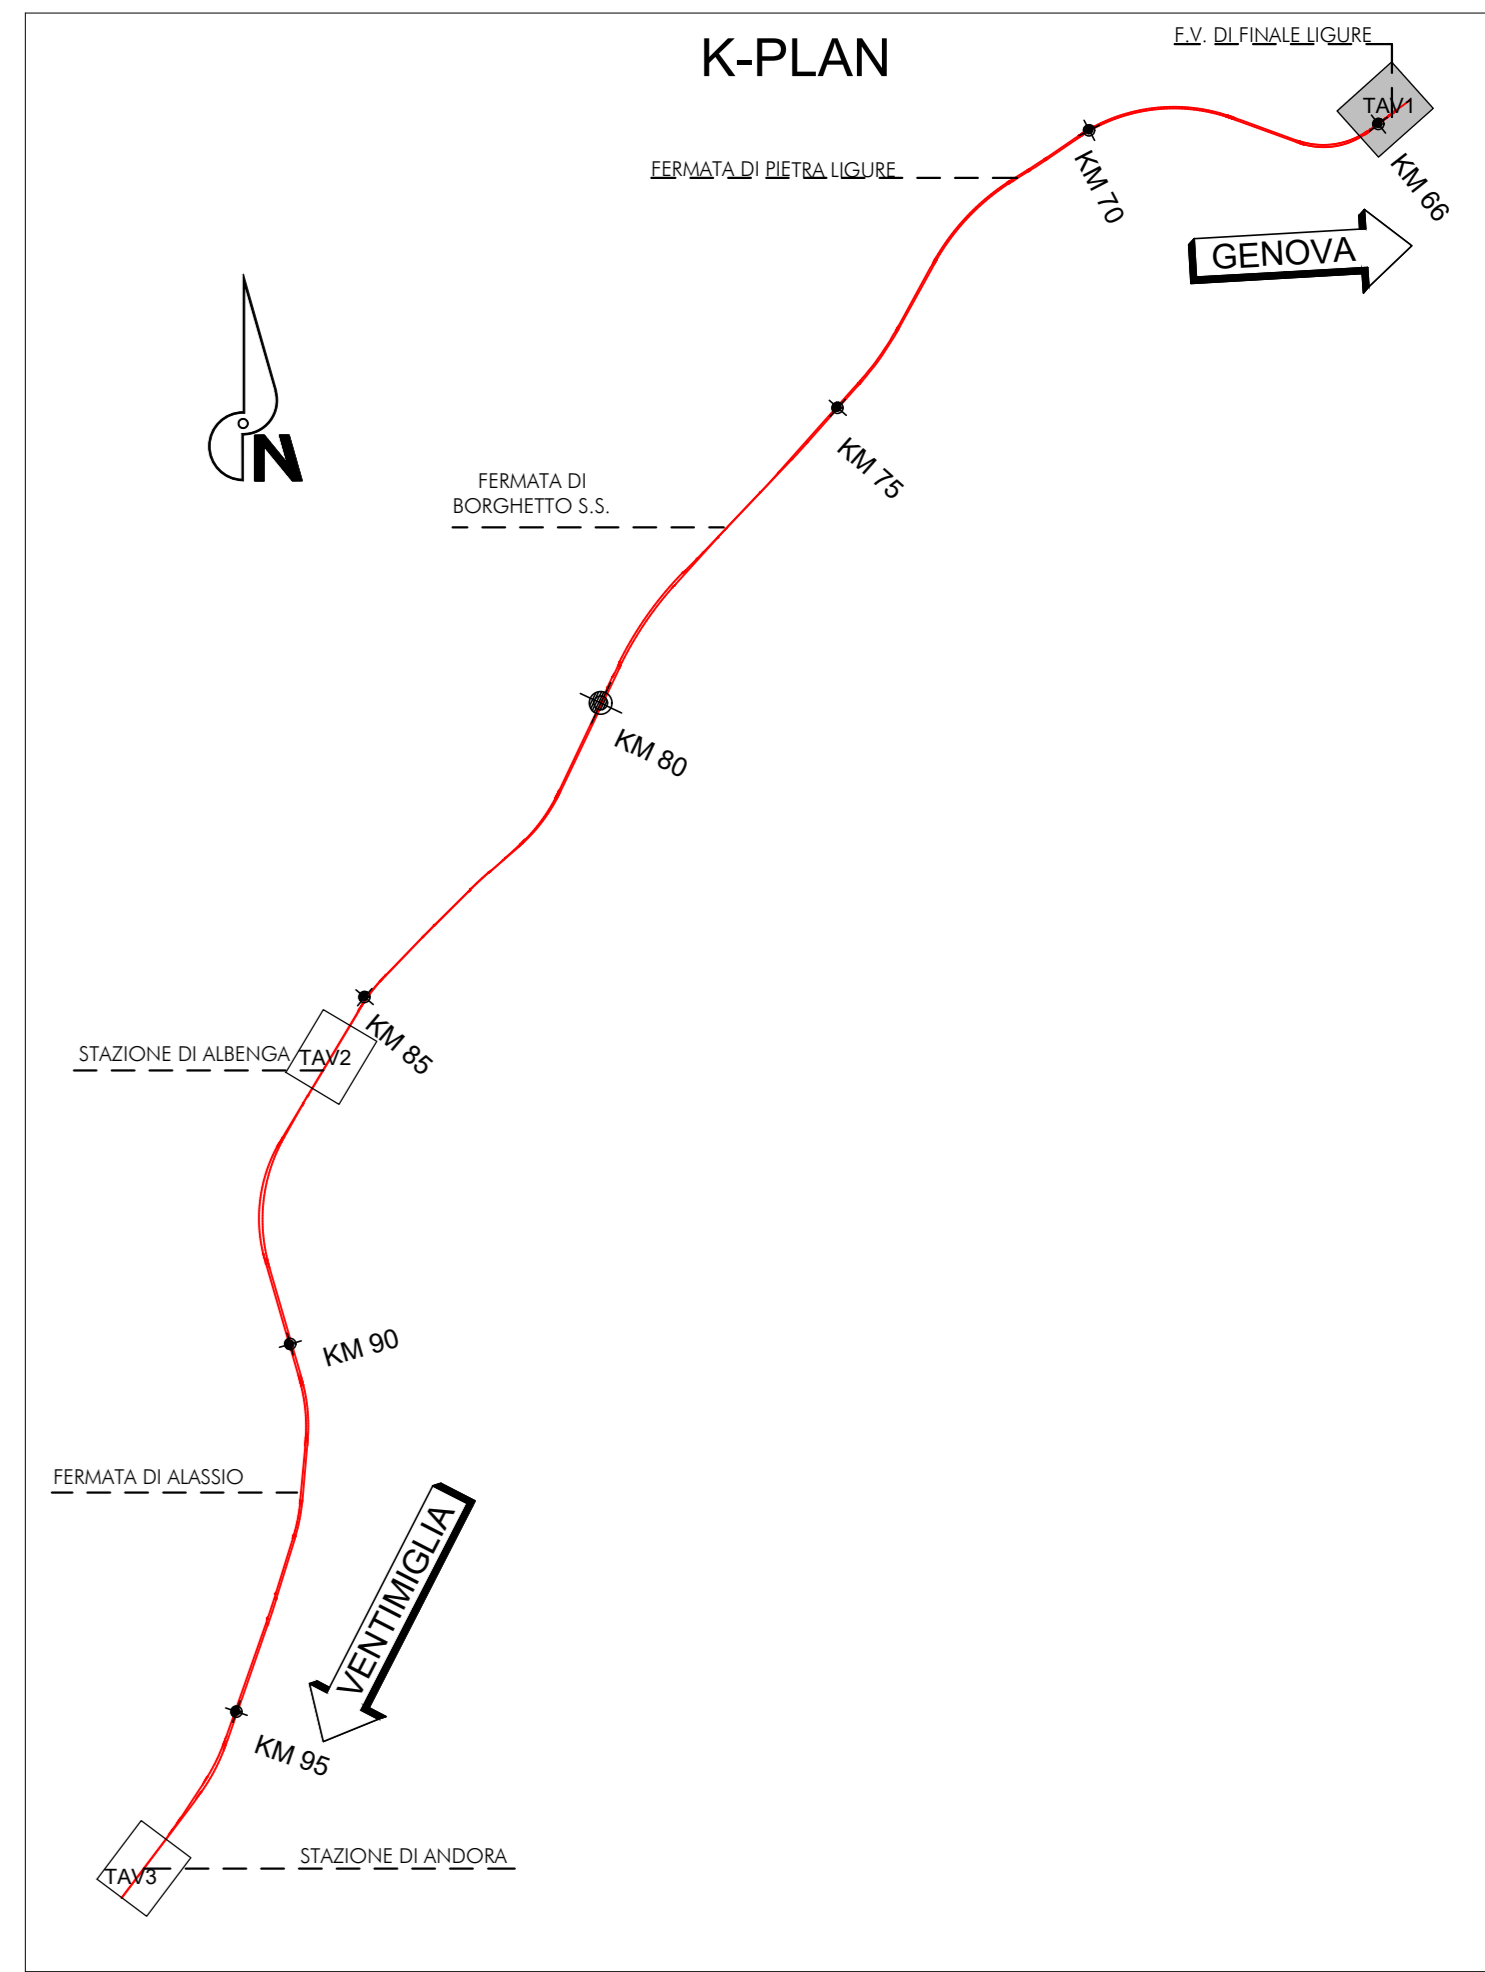 K-PLAN
F.V. DI FINALE LIGURE
TAV1
FERMATA DI PIETRA LIGURE
KM 70
KM 66
GENOVA
N
KM 75
FERMATA DI
BORGHETTO S.S.
KM 80
KM 85
STAZIONE DI ALBENGA
TAV2
KM 90
FERMATA DI ALASSIO
VENTIMIGLIA
KM 95
STAZIONE DI ANDORA
TAV3